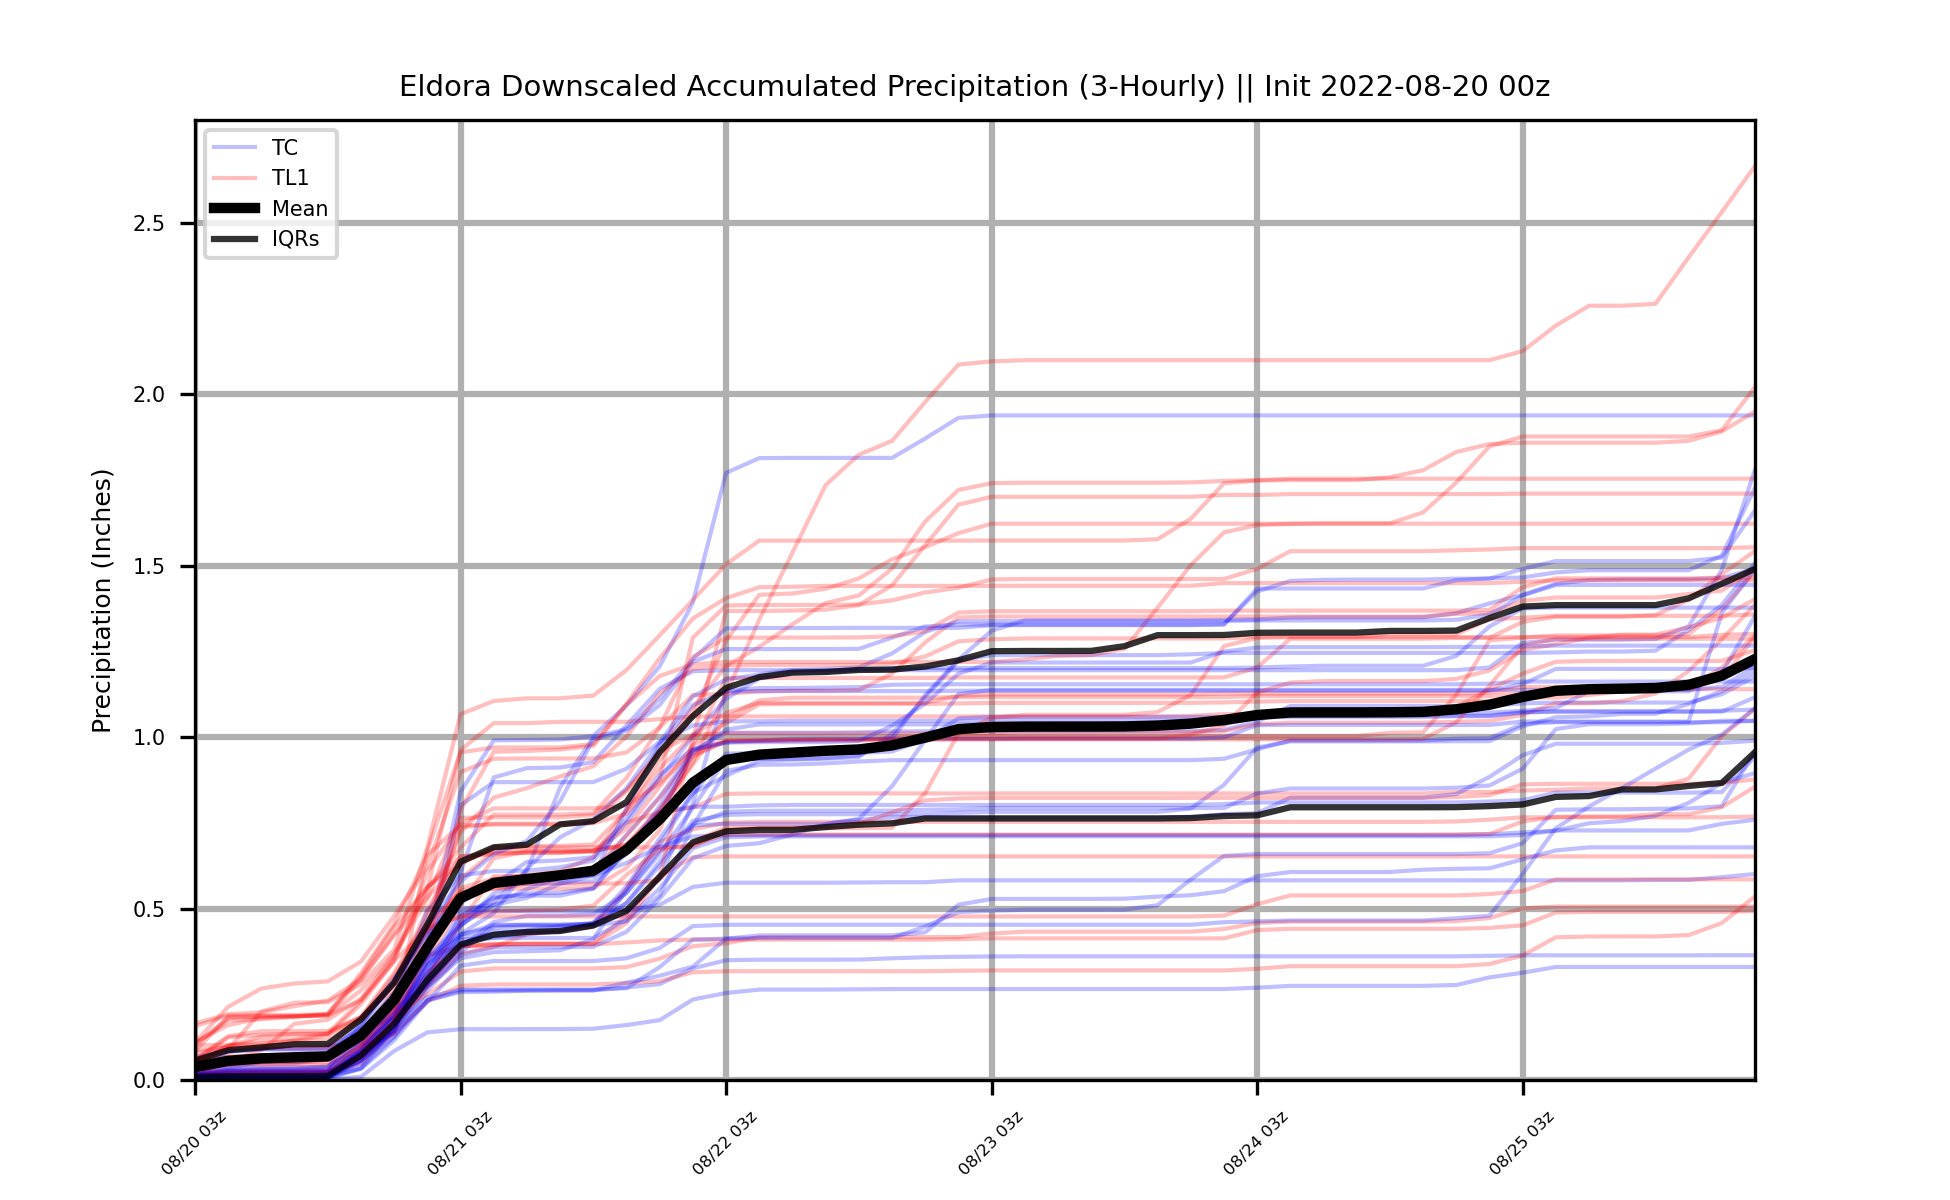 Eldora Downscaled Accumulated Precipitation (3-Hourly) || Init 2022-08-20 00z
TC
TL1
Mean
IQRs
Precipitation (Inches)
2.5
2.0
1.5
1.0
0.5
0.0
08/20 03z
08/21 03z
08/22 03z
08/23 03z
08/24 03z
08/25 03z